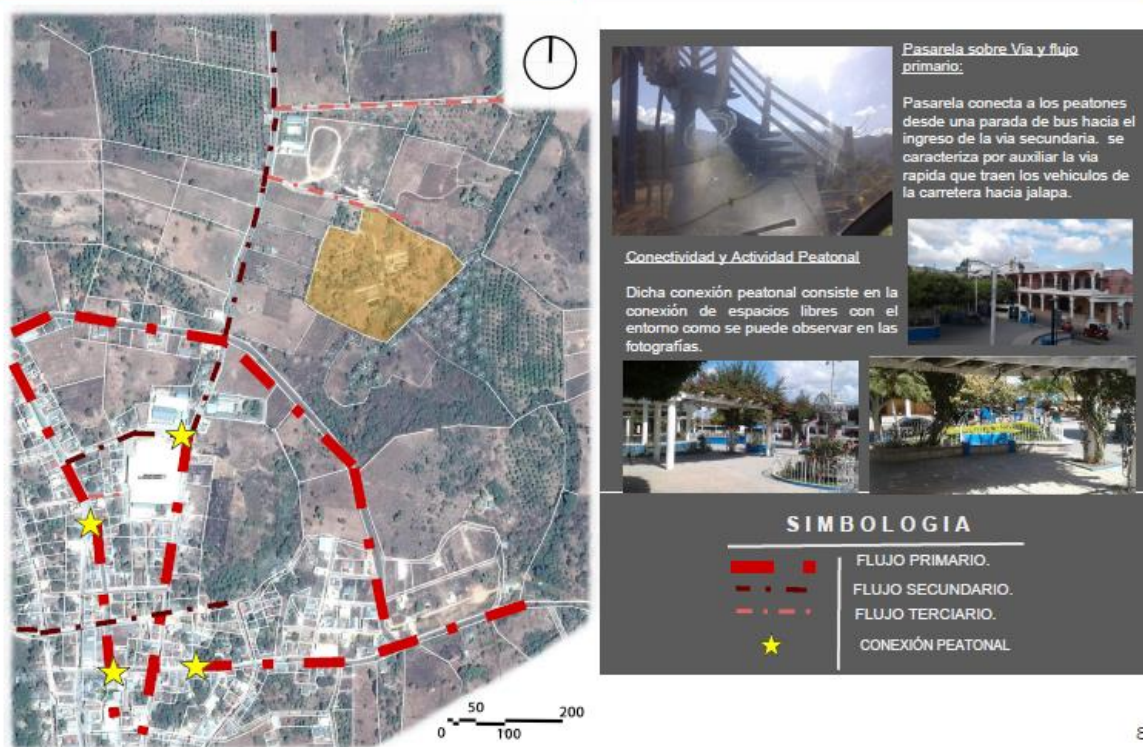 Pasarela sobre Via y flujo
primario:
Pasarela conecta a los peatones
desde una parada de bus hacia el
ingreso de la via secundaria. se
caracteriza por auxiliar la via
rapida que traen los vehiculos de
la carretera hacia jalapa.
Conectividad y Actividad Peatonal
Dicha conexión peatonal consiste en la
conexión de espacios libres con el
entorno como se puede observar en las
fotografías.
SIMBOLOGIA
FLUJO PRIMARIO.
FLUJO SECUNDARIO.
FLUJO TERCIARIO.
CONEXIÓN PEATONAL
50
200
0
100